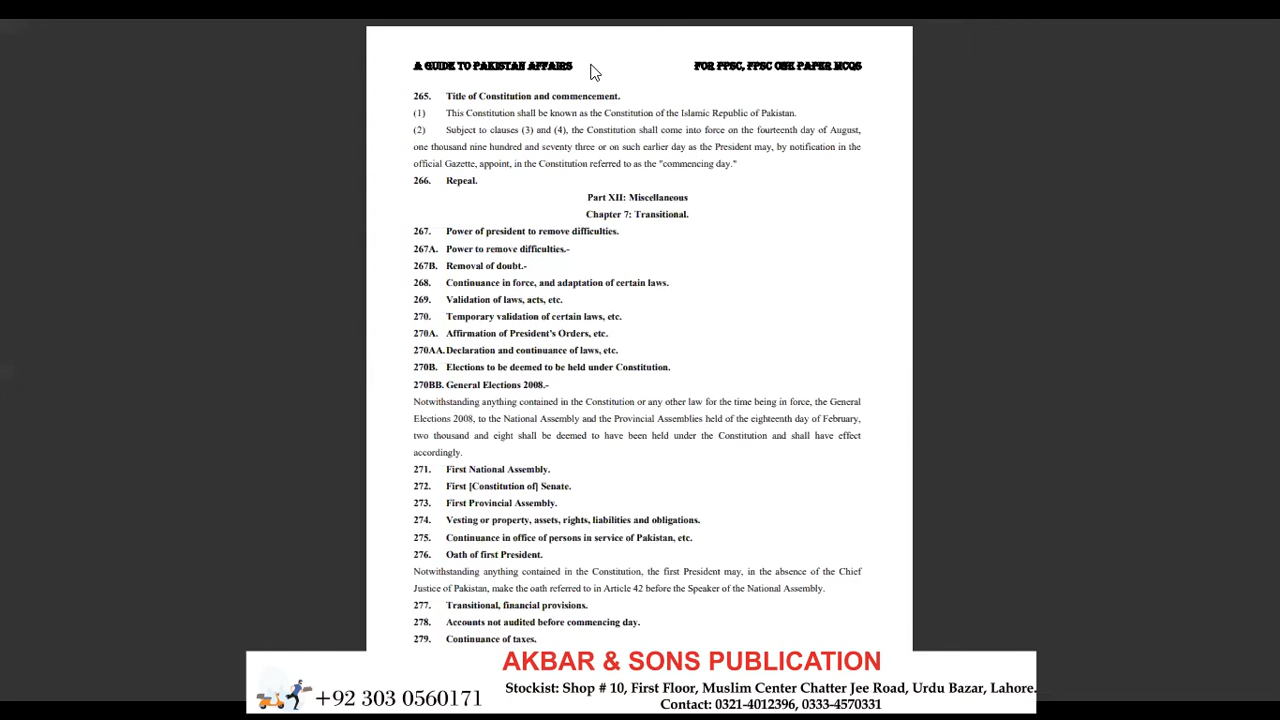 A GUIDE TO PAKISTAN AFFAIRS FOR FPSC, PPSC ONE PAPER MCQS
265. Title of Constitution and commencement.
(1) This Constitution shall be known as the Constitution of the Islamic Republic of Pakistan.
(2) Subject to clauses (3) and (4), the Constitution shall come into force on the fourteenth day of August,
one thousand nine hundred and seventy three or on such earlier day as the President may, by notification in the
official Gazette, appoint, in the Constitution referred to as the "commencing day."
266. Repeal.
Part XII: Miscellaneous
Chapter 7: Transitional.
267. Power of president to remove difficulties.
267A. Power to remove difficulties.-
267B. Removal of doubt.-
268. Continuance in force, and adaptation of certain laws.
269. Validation of laws, acts, etc.
270. Temporary validation of certain laws, etc.
270A. Affirmation of President's Orders, etc.
270AA. Declaration and continuance of laws, etc.
270B. Elections to be deemed to be held under Constitution.
270BB. General Elections 2008.-
Notwithstanding anything contained in the Constitution or any other law for the time being in force, the General
Elections 2008, to the National Assembly and the Provincial Assemblies held of the eighteenth day of February,
two thousand and eight shall be deemed to have been held under the Constitution and shall have effect
accordingly.
271. First National Assembly.
272. First [Constitution of] Senate.
273. First Provincial Assembly.
274. Vesting or property, assets, rights, liabilities and obligations.
275. Continuance in office of persons in service of Pakistan, etc.
276. Oath of first President.
Notwithstanding anything contained in the Constitution, the first President may, in the absence of the Chief
Justice of Pakistan, make the oath referred to in Article 42 before the Speaker of the National Assembly.
277. Transitional, financial provisions.
278. Accounts not audited before commencing day.
279. Continuance of taxes.
AKBAR & SONS PUBLICATION
+92 303 0560171
Stockist: Shop # 10, First Floor, Muslim Center Chatter Jee Road, Urdu Bazar, Lahore.
Contact: 0321-4012396, 0333-4570331